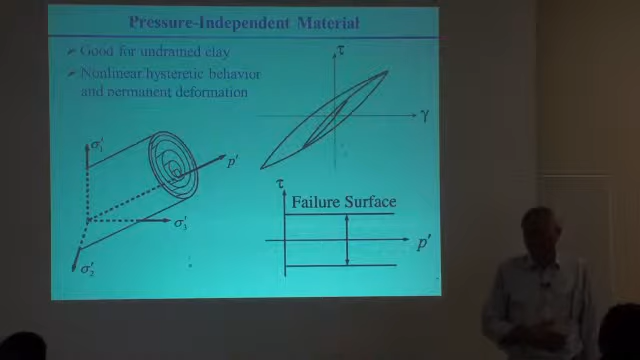 Pressure-Independent Material
Good for undrained clay
Nonlinear hysteretic behavior
and permanent deformation
τ
γ
σ′₁
p′
σ′₃
σ′₂
τ
Failure Surface
p′